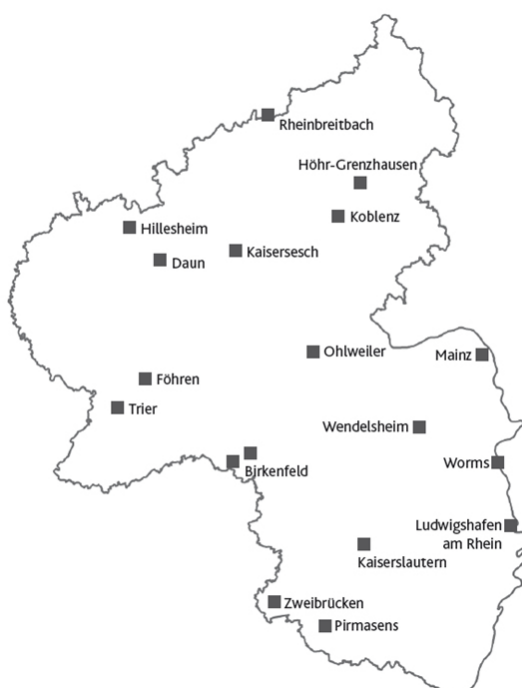 Rheinbreitbach
Höhr-Grenzhausen
Koblenz
Hillesheim
Kaisersesch
Daun
Ohlweiler
Mainz
Föhren
Trier
Wendelsheim
Worms
Birkenfeld
Ludwigshafen
am Rhein
Kaiserslautern
Zweibrücken
Pirmasens